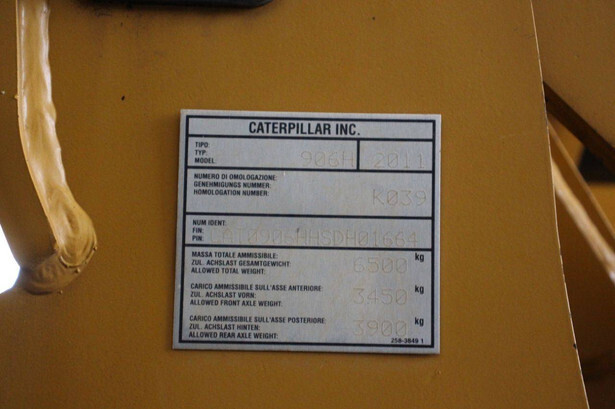 CATERPILLAR INC.
TIPO:
TYP:
MODEL: 906H 2011
NUMERO DI OMOLOGAZIONE:
GENEHMIGUNGS NUMMER:
HOMOLOGATION NUMBER: K039
NUM IDENT:
FIN:
PIN: CAT0906HHSDH01664
MASSA TOTALE AMMISSIBILE:
ZUL. ACHSLAST GESAMTGEWICHT: 6500 kg
ALLOWED TOTAL WEIGHT:
CARICO AMMISSIBILE SULL'ASSE ANTERIORE:
ZUL. ACHSLAST VORN: 3450 kg
ALLOWED FRONT AXLE WEIGHT:
CARICO AMMISSIBILE SULL'ASSE POSTERIORE:
ZUL. ACHSLAST HINTEN: 3900 kg
ALLOWED REAR AXLE WEIGHT:
258-3849 1